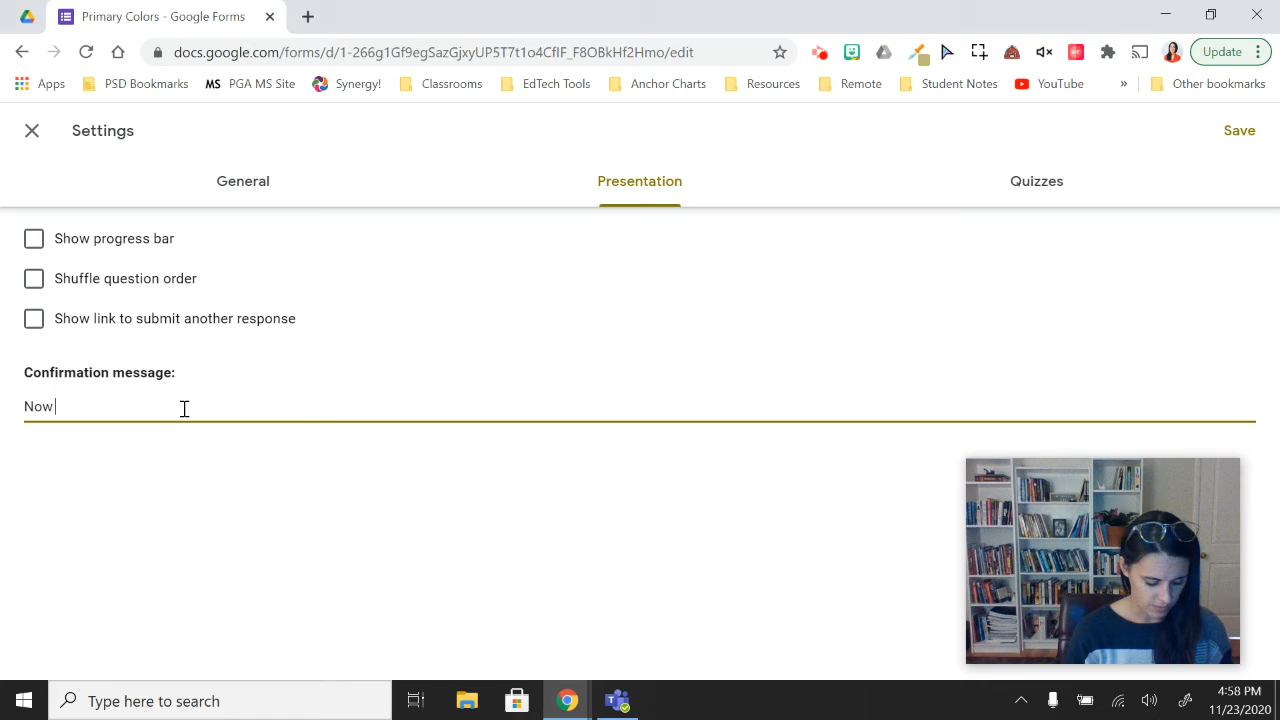 Primary Colors - Google Forms
docs.google.com/forms/d/1-266g1Gf9egSazGjxyUP5T7t1o4CfIF_F8OBkHf2Hmo/edit
Update
Apps
PSD Bookmarks
MS PGA MS Site
Synergy!
Classrooms
EdTech Tools
Anchor Charts
Resources
Remote
Student Notes
YouTube
»
Other bookmarks
Settings
Save
General
Presentation
Quizzes
Show progress bar
Shuffle question order
Show link to submit another response
Confirmation message:
Now
Type here to search
4:58 PM
11/23/2020